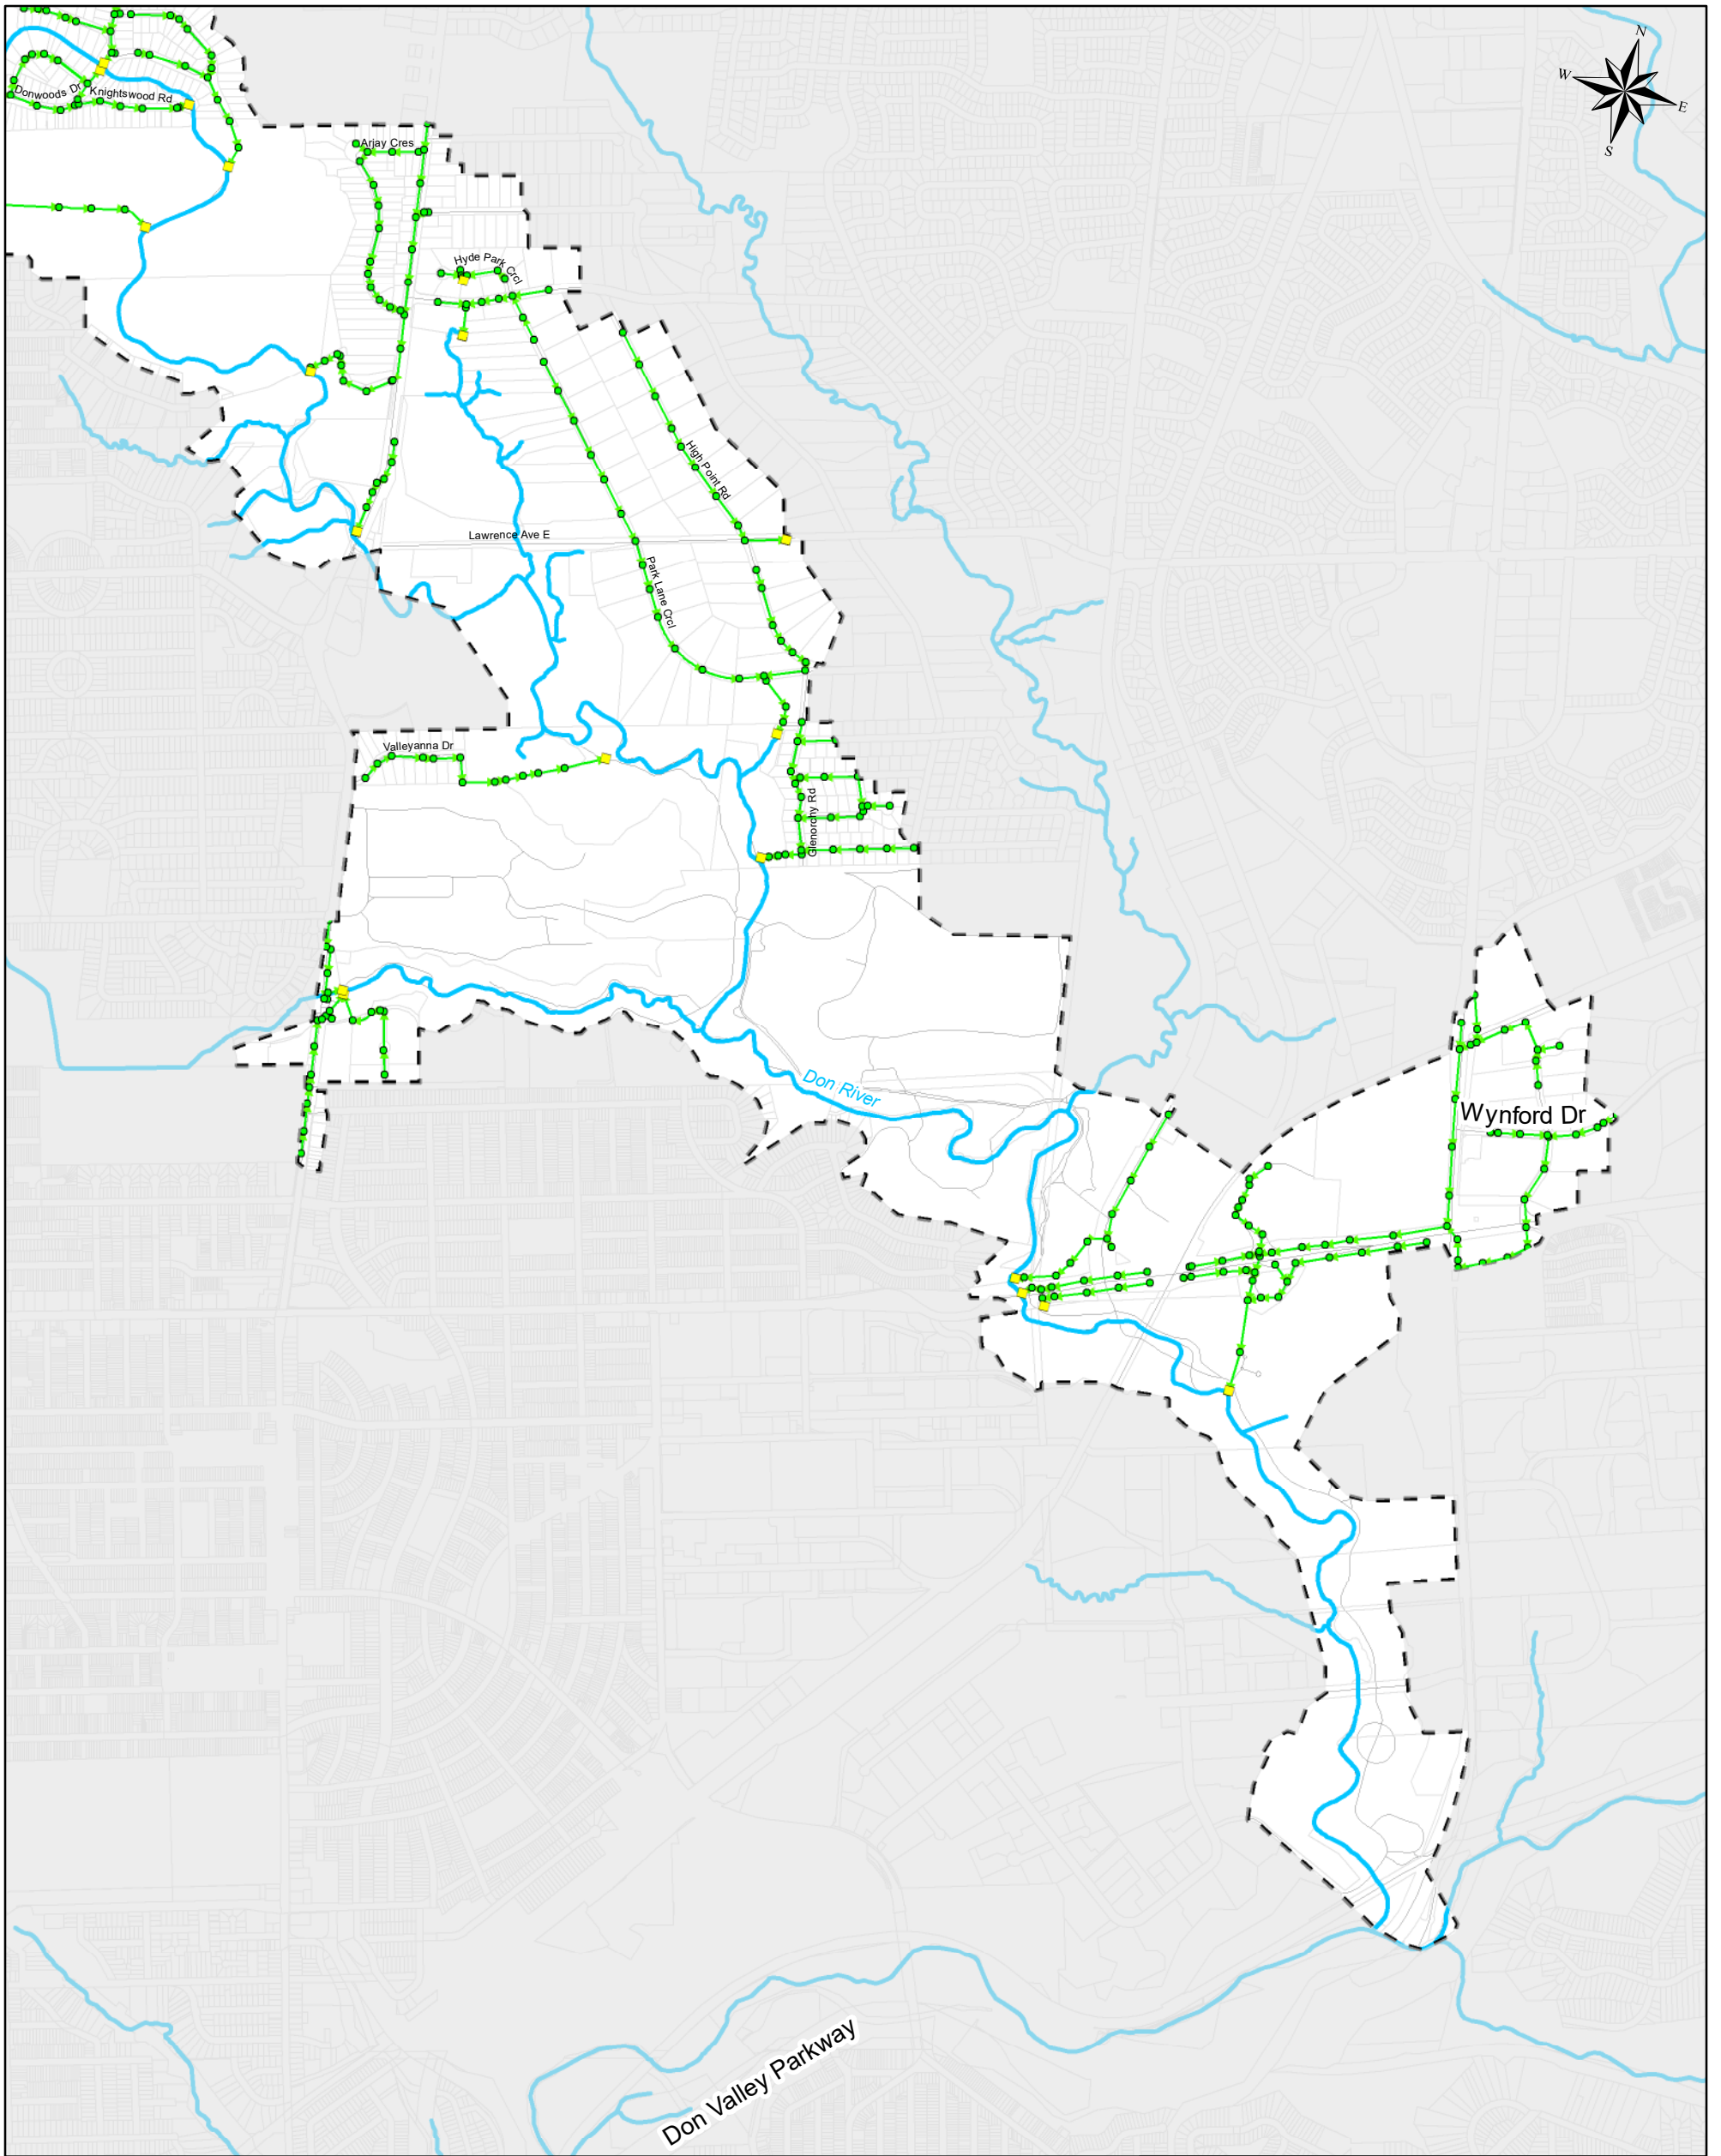 N
W
E
S
Donwoods Dr
Knightswood Rd
Arjay Cres
Hyde Park Crcl
High Point Rd
Lawrence Ave E
Park Lane Crcl
Valleyanna Dr
Glenorchy Rd
Don River
Wynford Dr
Don Valley Parkway